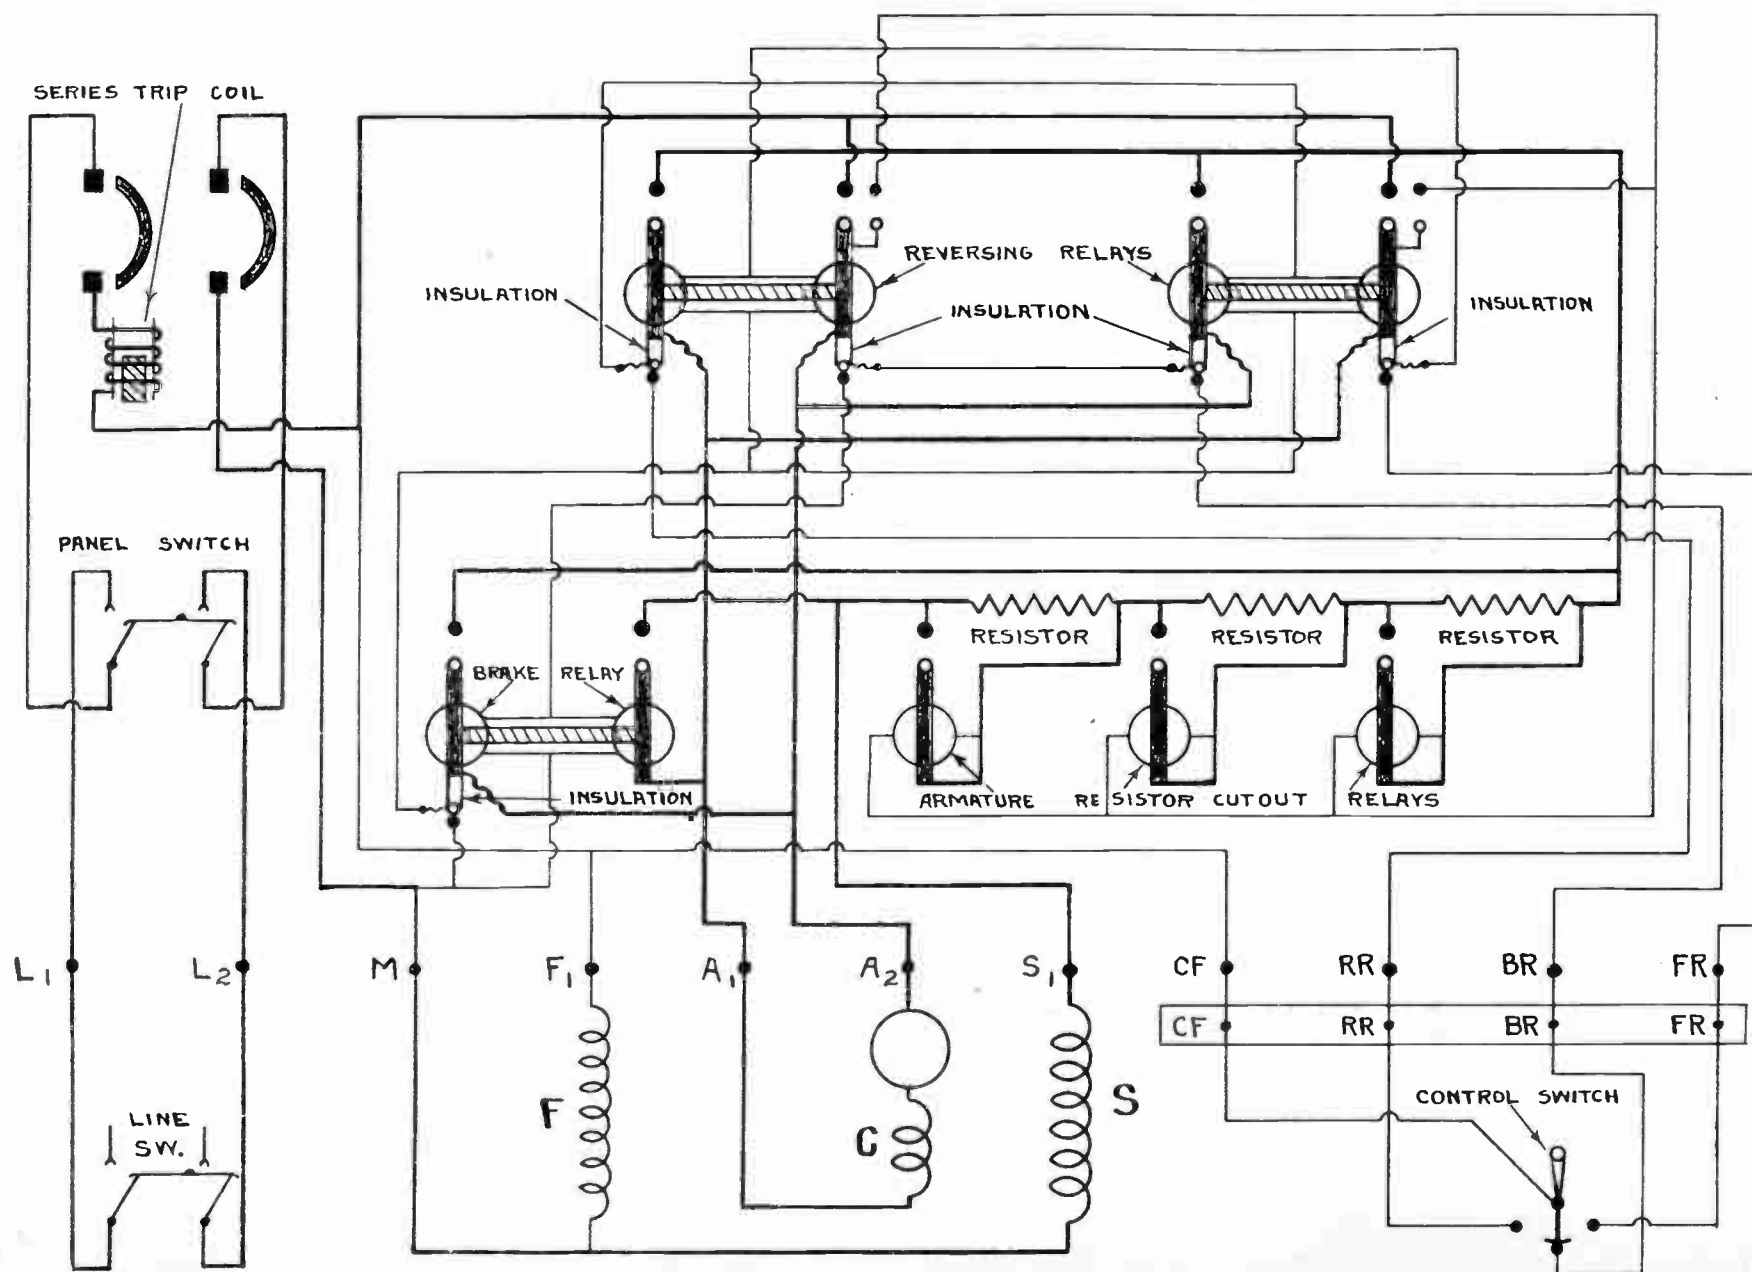 SERIES TRIP COIL
REVERSING RELAYS
INSULATION
INSULATION
INSULATION
PANEL SWITCH
RESISTOR
RESISTOR
RESISTOR
BRAKE RELAY
INSULATION
ARMATURE RESISTOR CUTOUT RELAYS
L1
L2
M
F1
A1
A2
S1
CF
RR
BR
FR
CF
RR
BR
FR
LINE
SW.
F
C
S
CONTROL SWITCH